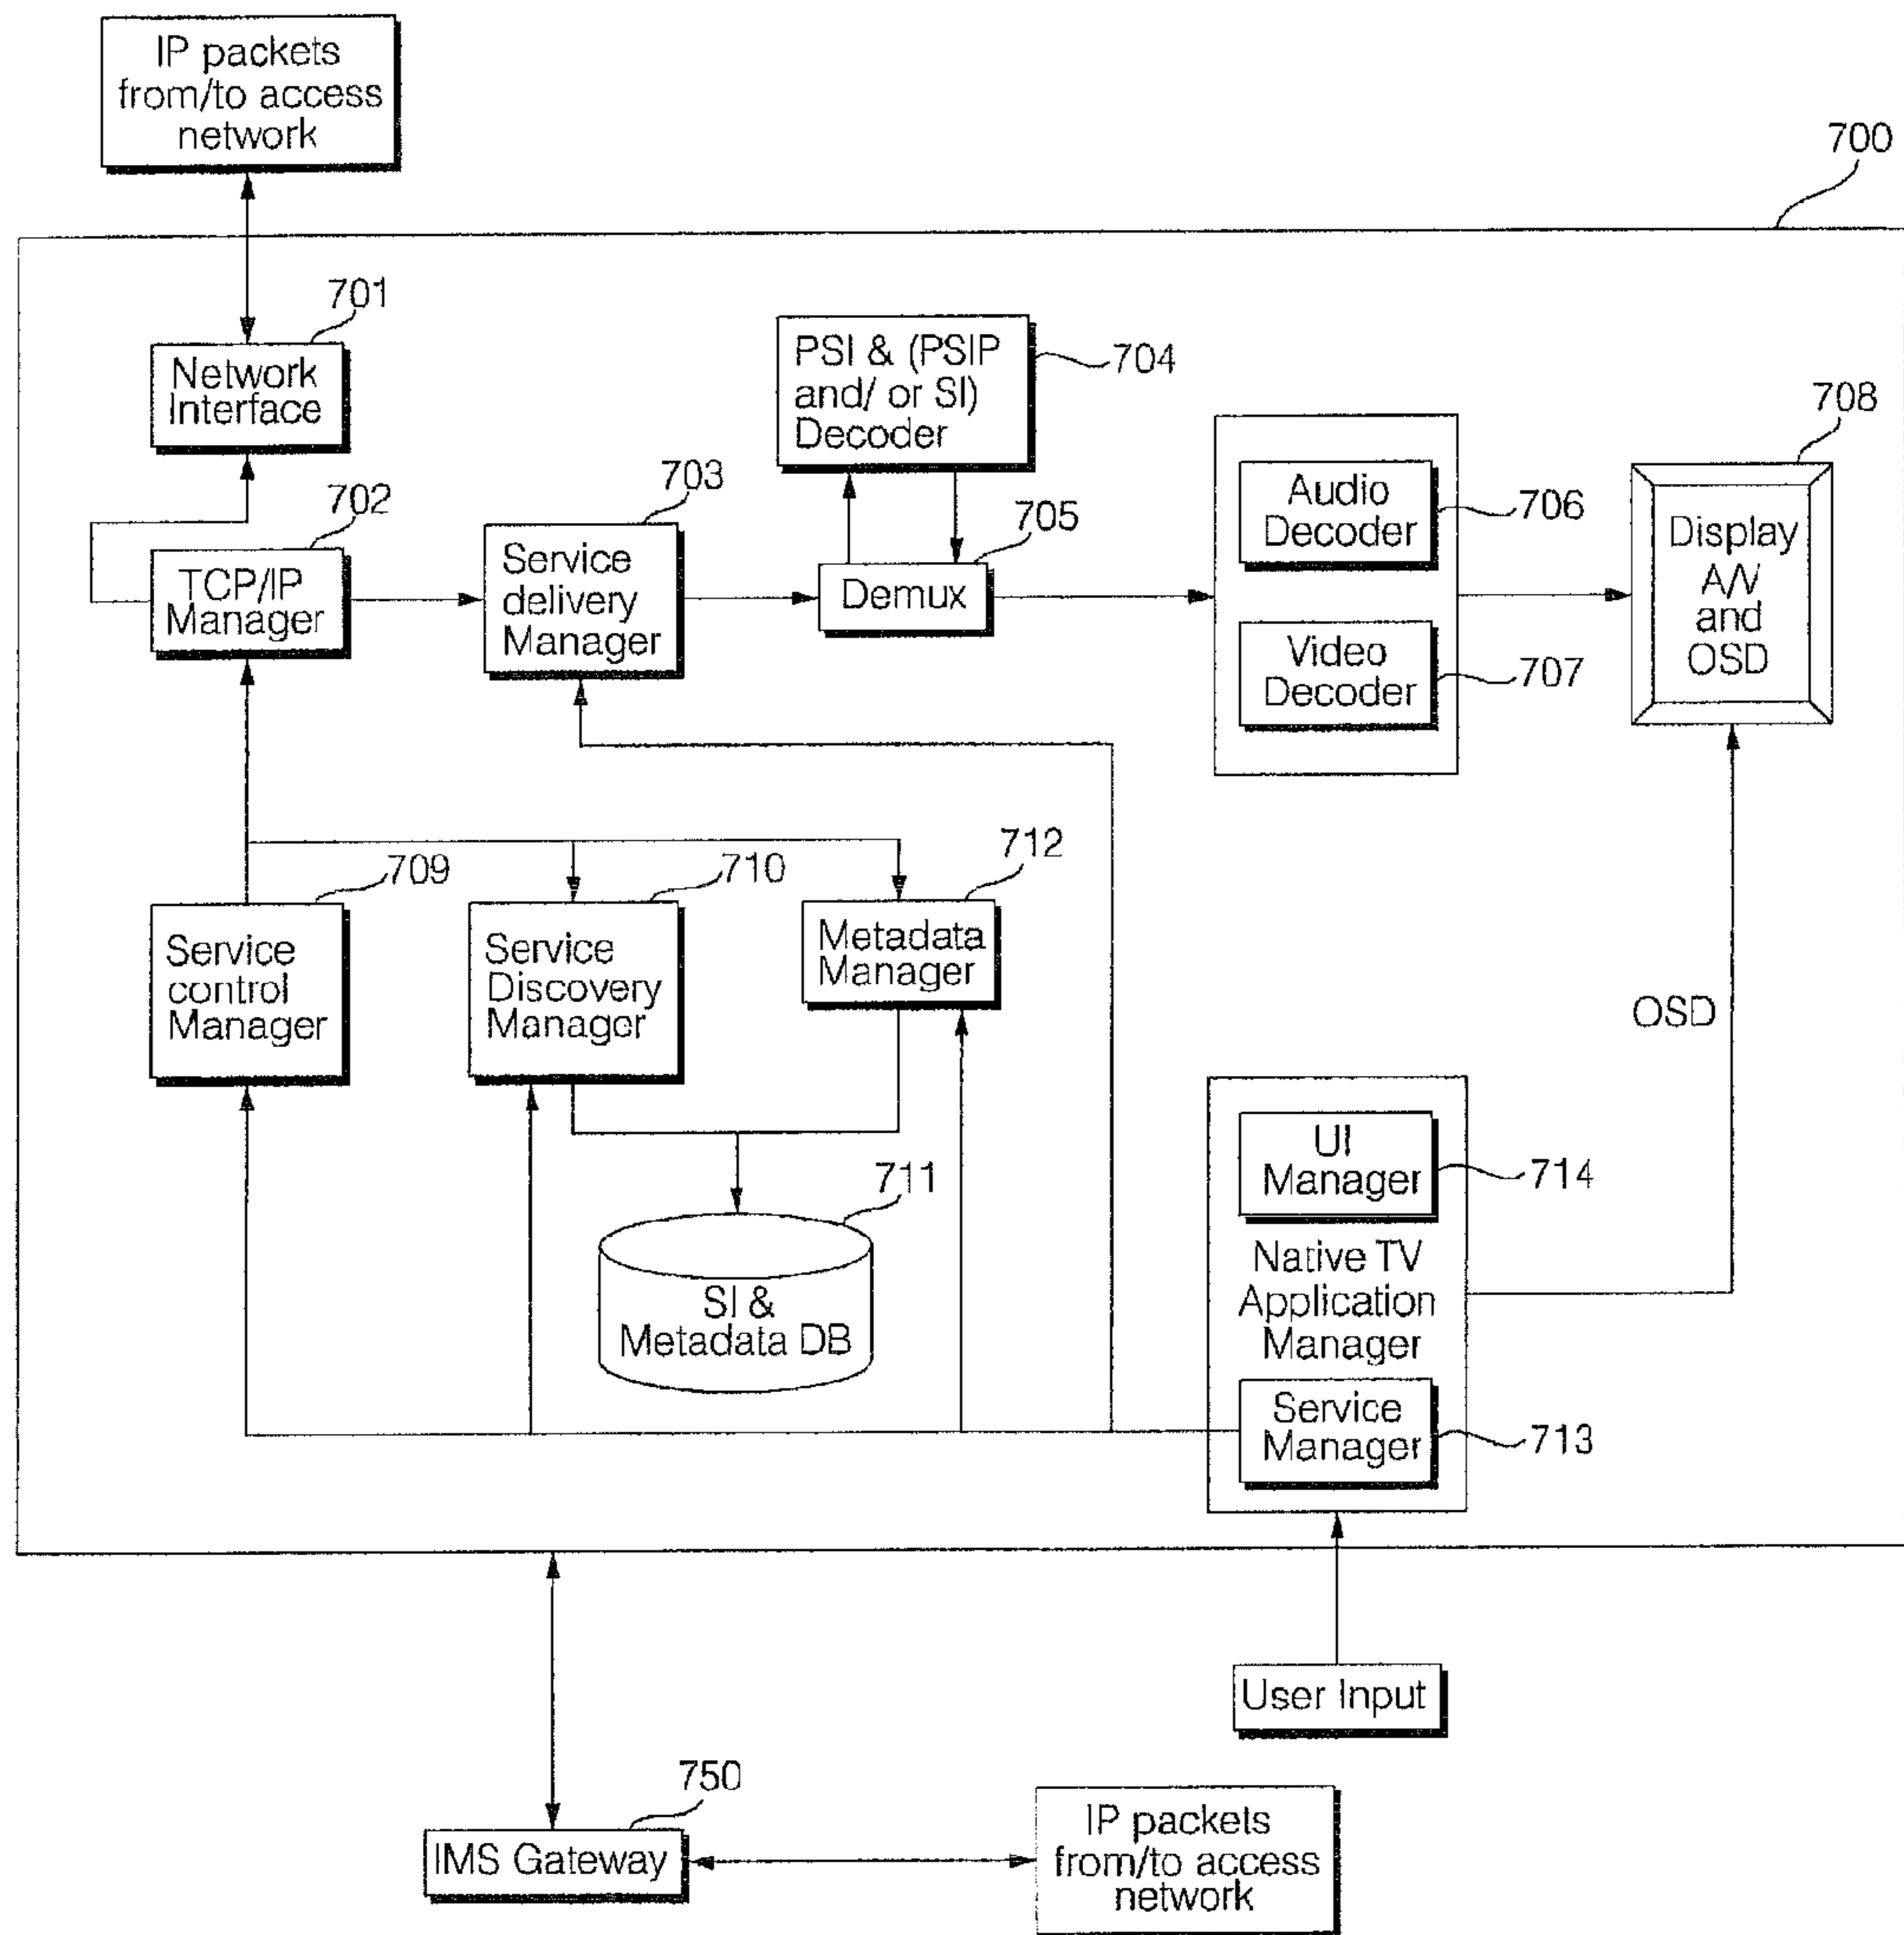 IP packets
from/to access
network
700
701
Network
Interface
PSI & (PSIP
and/ or SI)
Decoder
704
708
703
702
705
Audio
Decoder
706
Display
A/V
and
OSD
TCP/IP
Manager
Service
delivery
Manager
Demux
Video
Decoder
707
709
710
712
Service
control
Manager
Service
Discovery
Manager
Metadata
Manager
OSD
UI
Manager
714
711
SI &
Metadata DB
Native TV
Application
Manager
Service
Manager
713
User Input
750
IMS Gateway
IP packets
from/to access
network